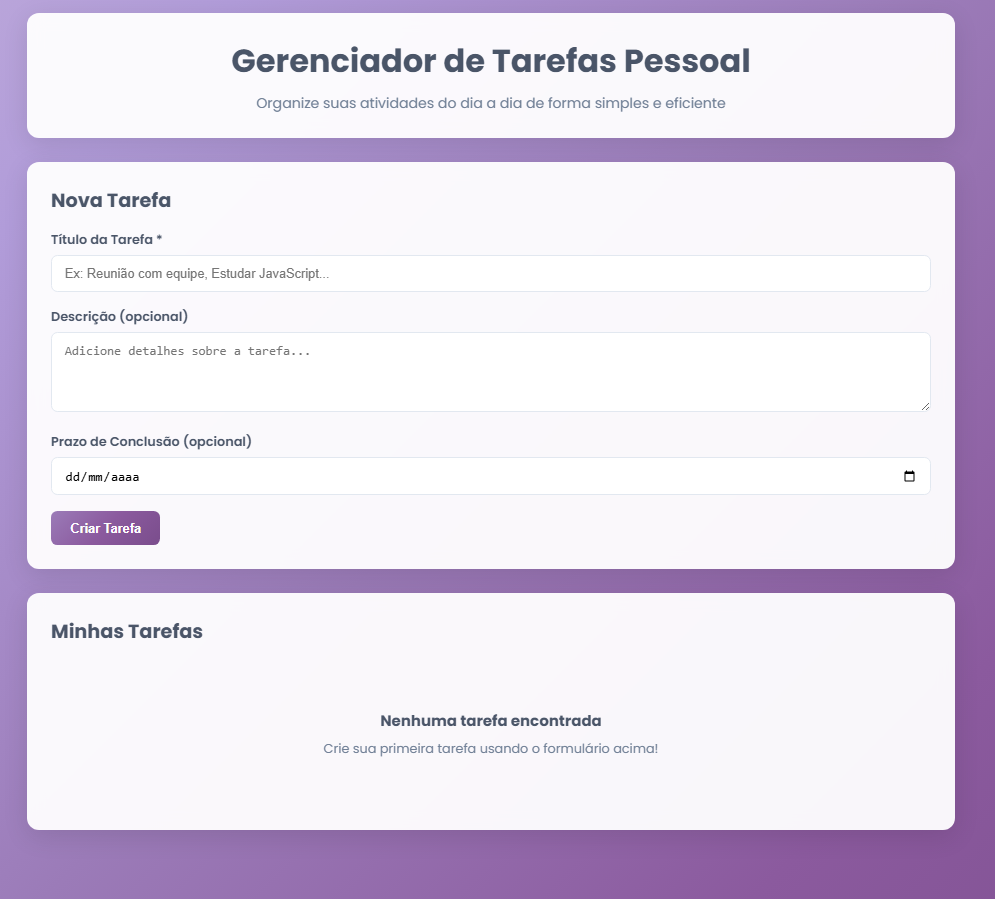 Gerenciador de Tarefas Pessoal
Organize suas atividades do dia a dia de forma simples e eficiente
Nova Tarefa
Título da Tarefa *
Ex: Reunião com equipe, Estudar JavaScript...
Descrição (opcional)
Adicione detalhes sobre a tarefa...
Prazo de Conclusão (opcional)
dd/mm/aaaa
Criar Tarefa
Minhas Tarefas
Nenhuma tarefa encontrada
Crie sua primeira tarefa usando o formulário acima!